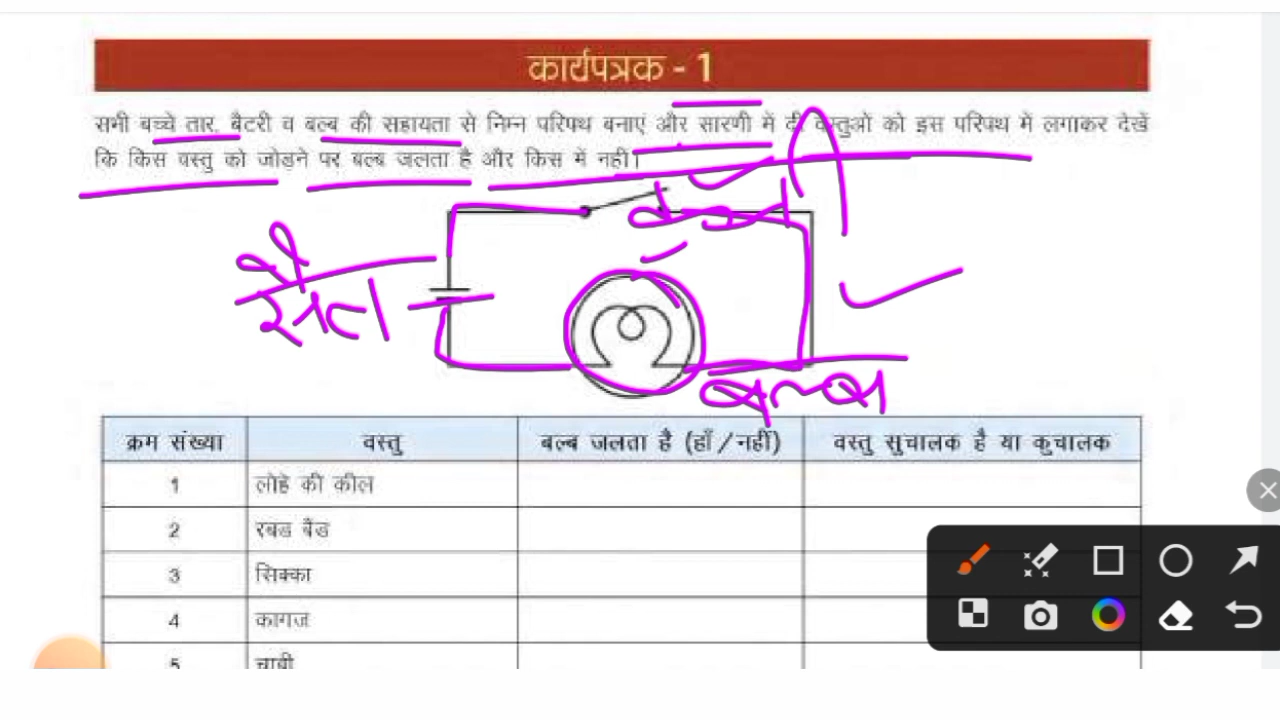 कार्यपत्रक - 1
सभी बच्चे तार, बैटरी व बल्ब की सहायता से निम्न परिपथ बनाएं और सारणी में दी वस्तुओं को इस परिपथ में लगाकर देखें
कि किस वस्तु को जोडने पर बल्ब जलता है और किस में नही।
सेल
बल्ब
क्रम संख्या वस्तु बल्ब जलता है (हाँ/नहीं) वस्तु सुचालक है या कुचालक
1 लोहे की कील
2 रबड बैंड
3 सिक्का
4 कागज
5 चाबी